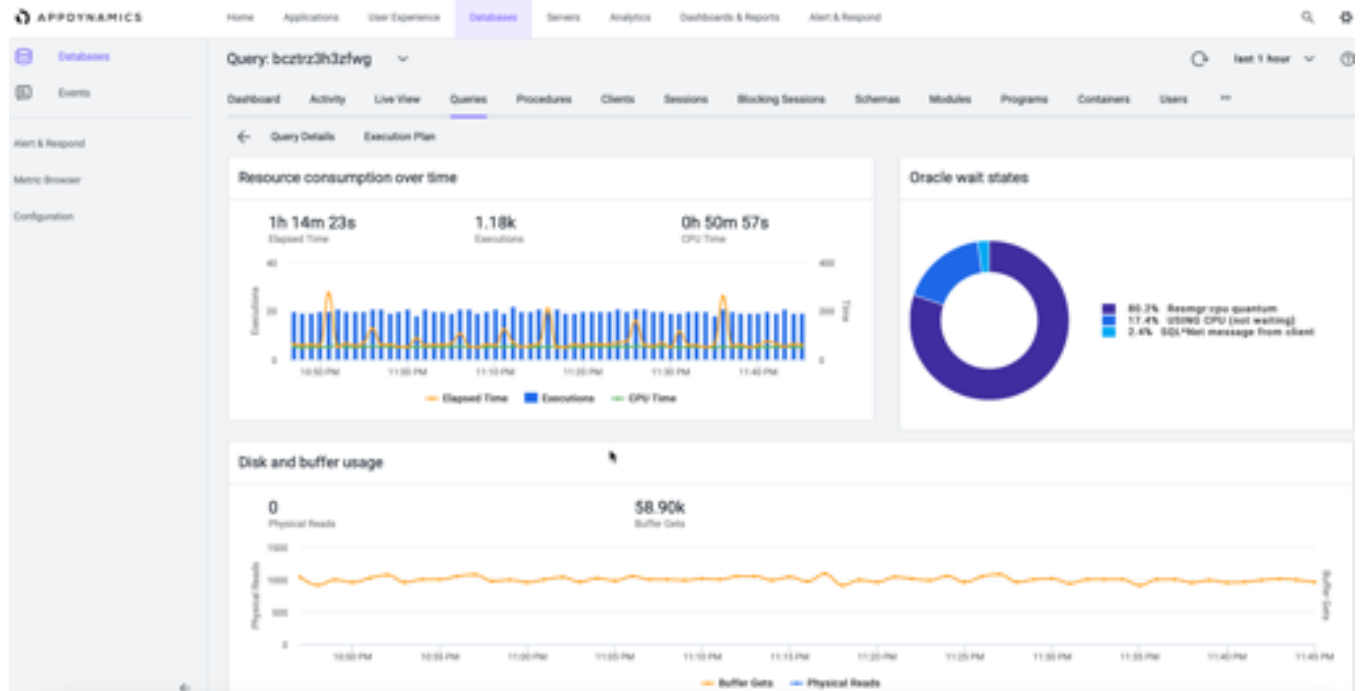 APPDYNAMICS
Home Applications User Experience Databases Servers Analytics Dashboards & Reports Alert & Respond
Databases
Events
Alert & Respond
Metric Browser
Configuration
Query: bcztrz3h3zfwg
last 1 hour
Dashboard Activity Live View Queries Procedures Clients Sessions Blocking Sessions Schemas Modules Programs Containers Users ...
Query Details Execution Plan
Resource consumption over time
1h 14m 23s 1.18k 0h 50m 57s
Elapsed Time Executions CPU Time
40 400
20 200
0 0
Executions
Time
10:50 PM 11:00 PM 11:10 PM 11:20 PM 11:30 PM 11:40 PM
Elapsed Time Executions CPU Time
Oracle wait states
80.2% Resmgr:cpu quantum
17.4% USING CPU (not waiting)
2.4% SQL*Net message from client
Disk and buffer usage
0 58.90k
Physical Reads Buffer Gets
1500
1000
500
0
Physical Reads
Buffer Gets
10:50 PM 10:55 PM 11:00 PM 11:05 PM 11:10 PM 11:15 PM 11:20 PM 11:25 PM 11:30 PM 11:35 PM 11:40 PM 11:45 PM
Buffer Gets Physical Reads